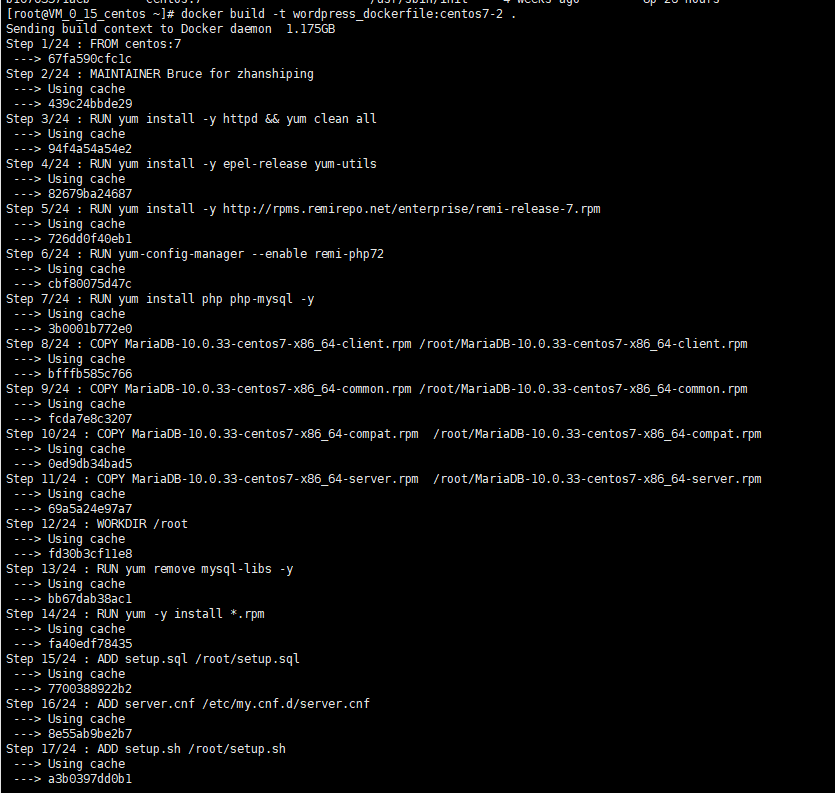 [root@VM_0_15_centos ~]# docker build -t wordpress_dockerfile:centos7-2 .
Sending build context to Docker daemon  1.175GB
Step 1/24 : FROM centos:7
 ---> 67fa590cfc1c
Step 2/24 : MAINTAINER Bruce for zhanshiping
 ---> Using cache
 ---> 439c24bbde29
Step 3/24 : RUN yum install -y httpd && yum clean all
 ---> Using cache
 ---> 94f4a54a54e2
Step 4/24 : RUN yum install -y epel-release yum-utils
 ---> Using cache
 ---> 82679ba24687
Step 5/24 : RUN yum install -y http://rpms.remirepo.net/enterprise/remi-release-7.rpm
 ---> Using cache
 ---> 726dd0f40eb1
Step 6/24 : RUN yum-config-manager --enable remi-php72
 ---> Using cache
 ---> cbf80075d47c
Step 7/24 : RUN yum install php php-mysql -y
 ---> Using cache
 ---> 3b0001b772e0
Step 8/24 : COPY MariaDB-10.0.33-centos7-x86_64-client.rpm /root/MariaDB-10.0.33-centos7-x86_64-client.rpm
 ---> Using cache
 ---> bfffb585c766
Step 9/24 : COPY MariaDB-10.0.33-centos7-x86_64-common.rpm /root/MariaDB-10.0.33-centos7-x86_64-common.rpm
 ---> Using cache
 ---> fcda7e8c3207
Step 10/24 : COPY MariaDB-10.0.33-centos7-x86_64-compat.rpm  /root/MariaDB-10.0.33-centos7-x86_64-compat.rpm
 ---> Using cache
 ---> 0ed9db34bad5
Step 11/24 : COPY MariaDB-10.0.33-centos7-x86_64-server.rpm  /root/MariaDB-10.0.33-centos7-x86_64-server.rpm
 ---> Using cache
 ---> 69a5a24e97a7
Step 12/24 : WORKDIR /root
 ---> Using cache
 ---> fd30b3cf11e8
Step 13/24 : RUN yum remove mysql-libs -y
 ---> Using cache
 ---> bb67dab38ac1
Step 14/24 : RUN yum -y install *.rpm
 ---> Using cache
 ---> fa40edf78435
Step 15/24 : ADD setup.sql /root/setup.sql
 ---> Using cache
 ---> 7700388922b2
Step 16/24 : ADD server.cnf /etc/my.cnf.d/server.cnf
 ---> Using cache
 ---> 8e55ab9be2b7
Step 17/24 : ADD setup.sh /root/setup.sh
 ---> Using cache
 ---> a3b0397dd0b1